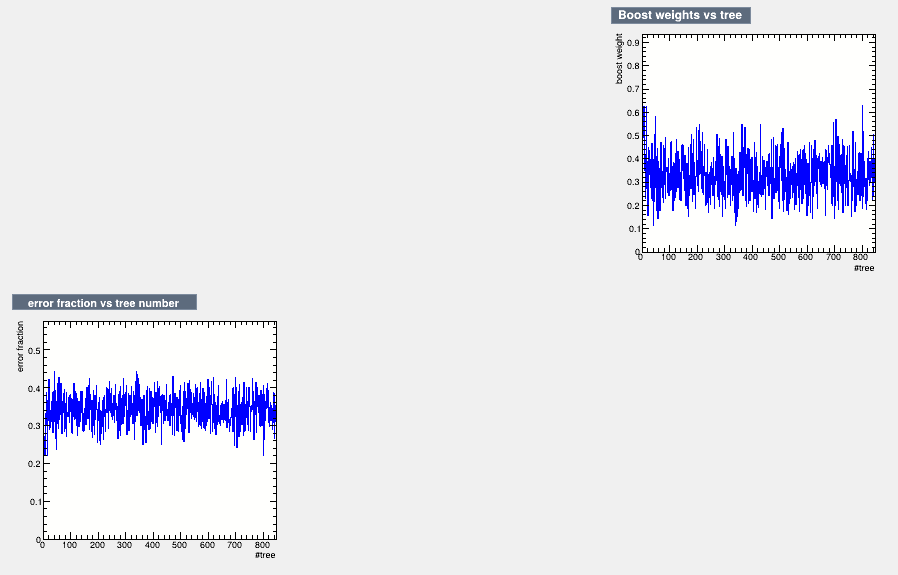 Boost weights vs tree
boost weight
0.9
0.8
0.7
0.6
0.5
0.4
0.3
0.2
0.1
0
0 100 200 300 400 500 600 700 800
#tree
error fraction vs tree number
error fraction
0.5
0.4
0.3
0.2
0.1
0
0 100 200 300 400 500 600 700 800
#tree